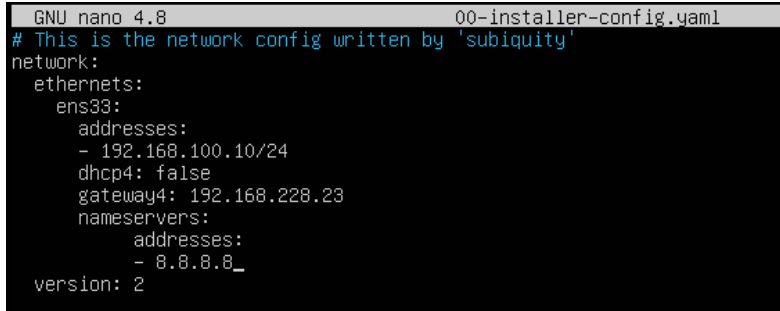 GNU nano 4.8 00-installer-config.yaml
# This is the network config written by 'subiquity'
network:
  ethernets:
    ens33:
      addresses:
      - 192.168.100.10/24
      dhcp4: false
      gateway4: 192.168.228.23
      nameservers:
           addresses:
           - 8.8.8.8_
  version: 2